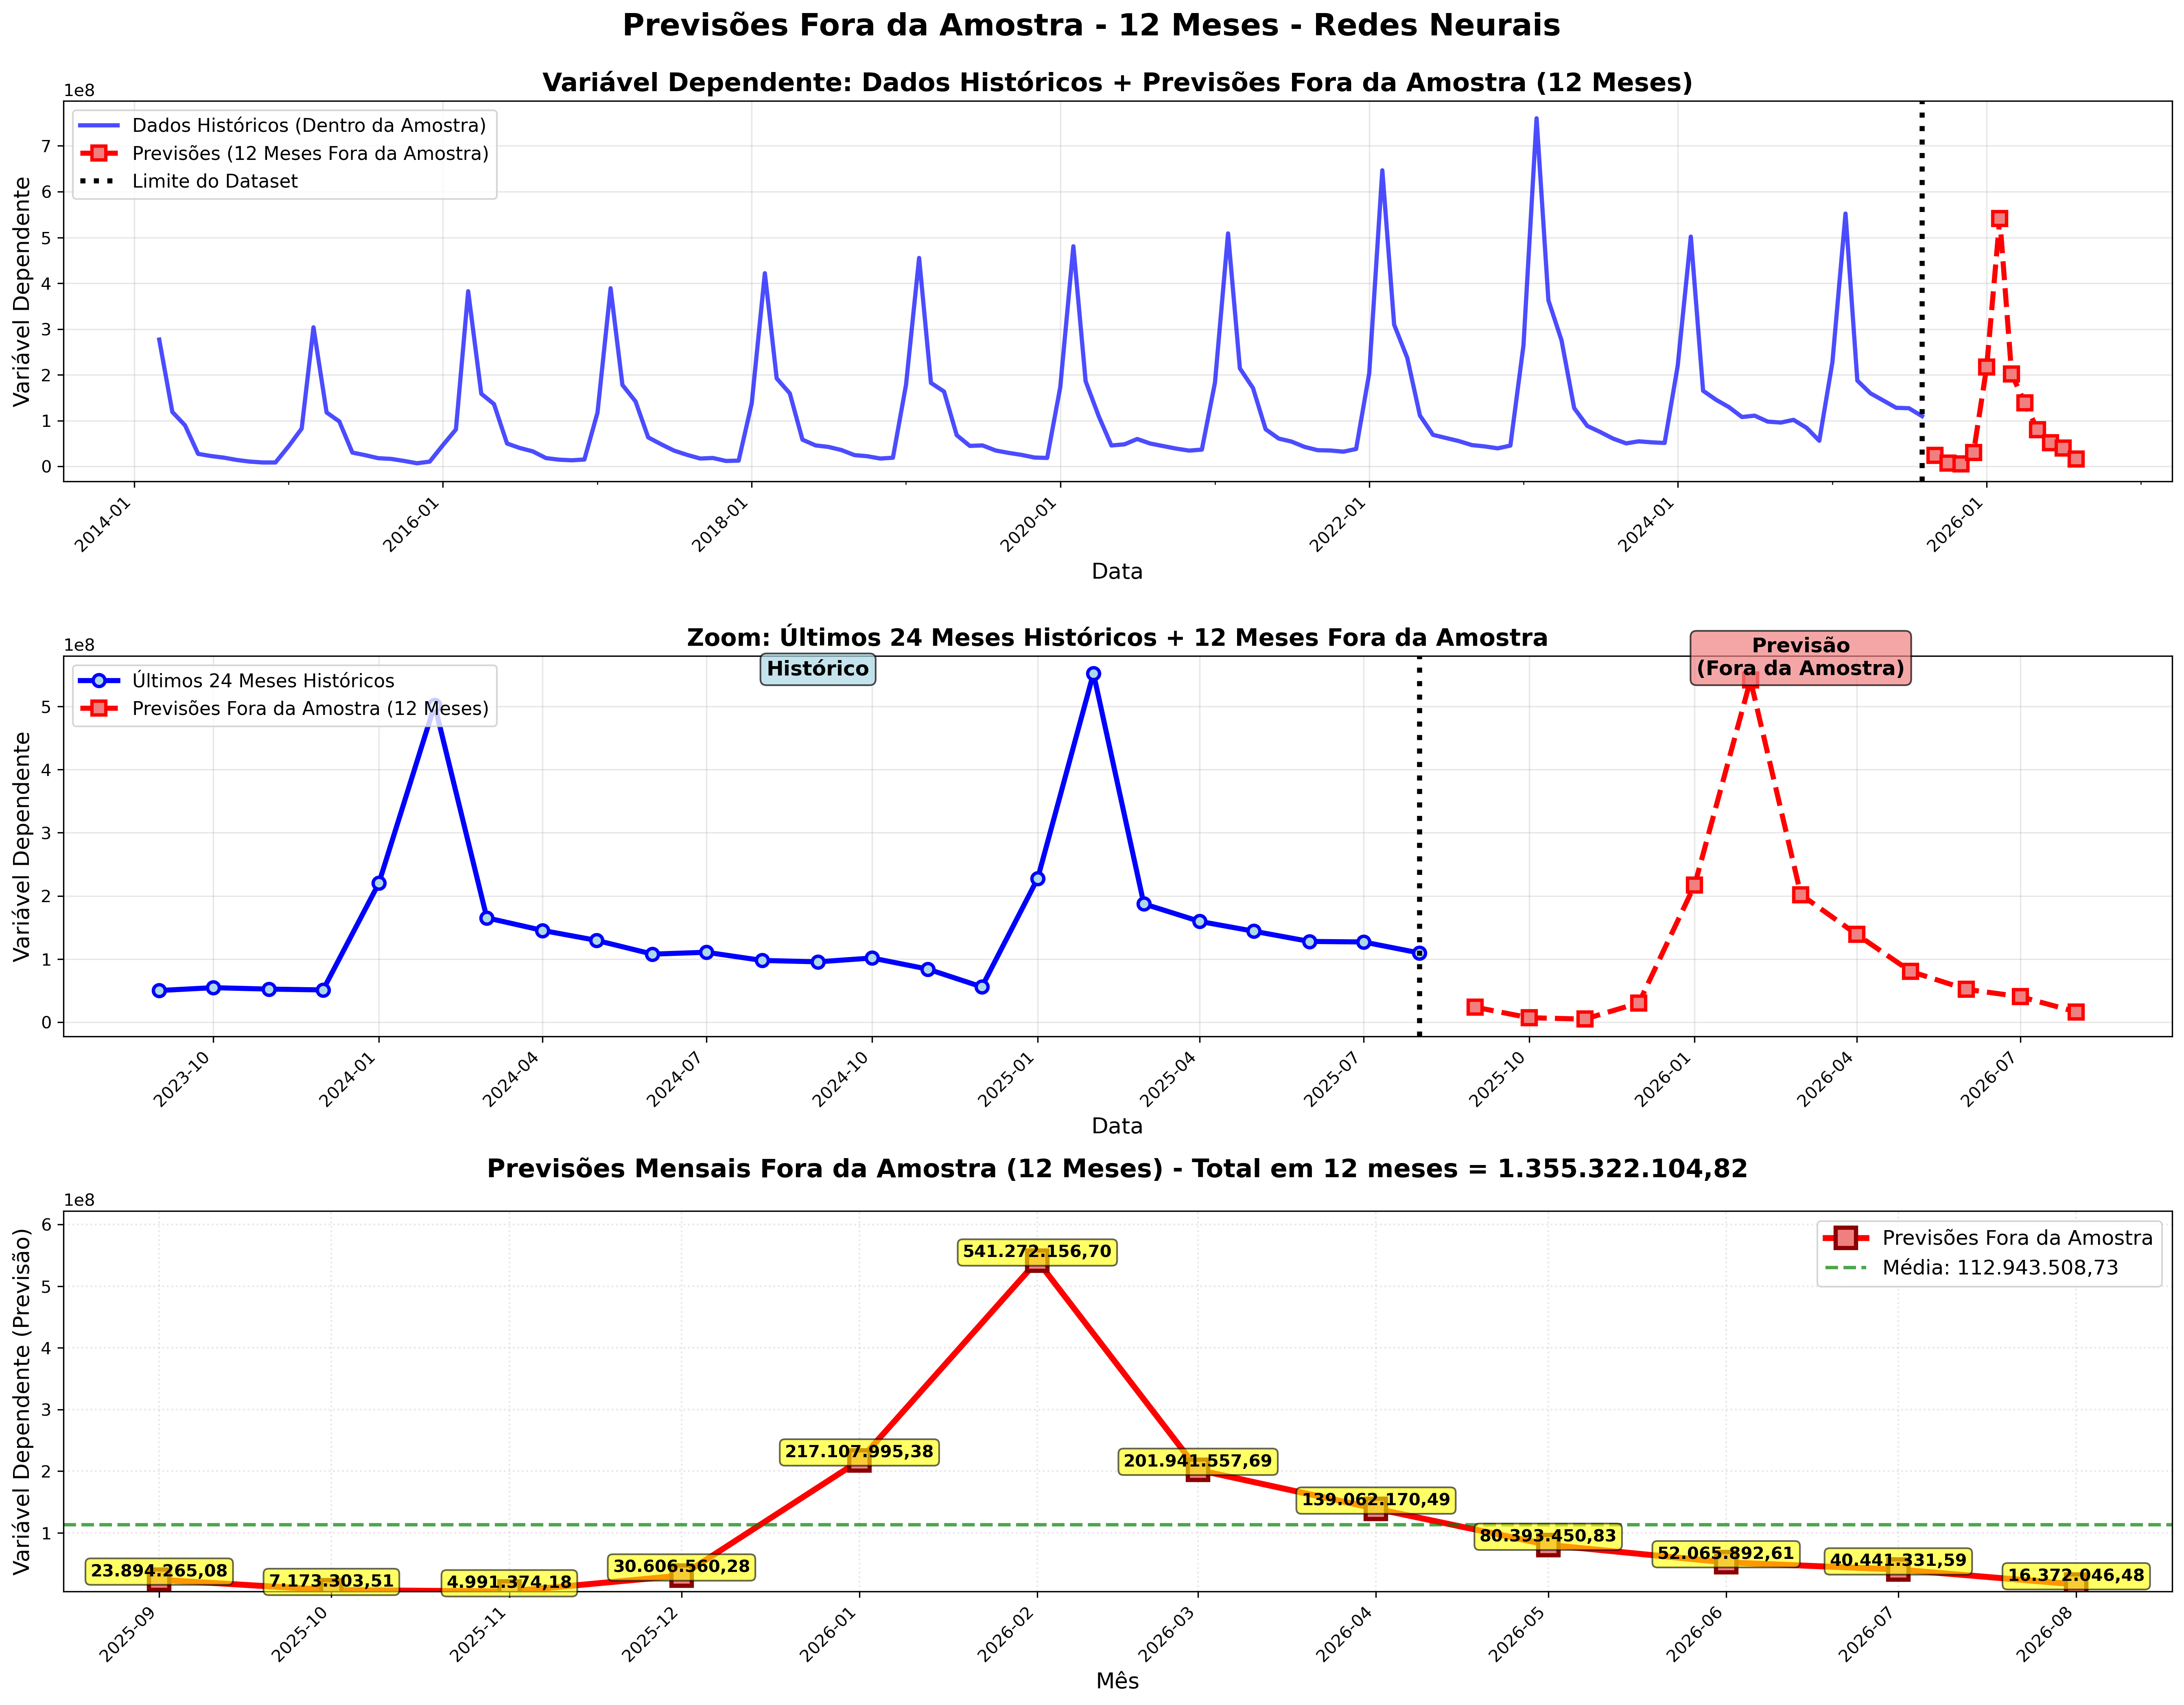 Previsões Fora da Amostra - 12 Meses - Redes Neurais
Variável Dependente: Dados Históricos + Previsões Fora da Amostra (12 Meses)
1e8
Dados Históricos (Dentro da Amostra)
Previsões (12 Meses Fora da Amostra)
Limite do Dataset
Variável Dependente
7
6
5
4
3
2
1
0
2014-01
2016-01
2018-01
2020-01
2022-01
2024-01
2026-01
Data
Zoom: Últimos 24 Meses Históricos + 12 Meses Fora da Amostra
1e8
Últimos 24 Meses Históricos
Previsões Fora da Amostra (12 Meses)
Histórico
Previsão
(Fora da Amostra)
Variável Dependente
5
4
3
2
1
0
2023-10
2024-01
2024-04
2024-07
2024-10
2025-01
2025-04
2025-07
2025-10
2026-01
2026-04
2026-07
Data
Previsões Mensais Fora da Amostra (12 Meses) - Total em 12 meses = 1.355.322.104,82
1e8
Previsões Fora da Amostra
Média: 112.943.508,73
Variável Dependente (Previsão)
6
5
4
3
2
1
23.894.265,08
7.173.303,51
4.991.374,18
30.606.560,28
217.107.995,38
541.272.156,70
201.941.557,69
139.062.170,49
80.393.450,83
52.065.892,61
40.441.331,59
16.372.046,48
2025-09
2025-10
2025-11
2025-12
2026-01
2026-02
2026-03
2026-04
2026-05
2026-06
2026-07
2026-08
Mês